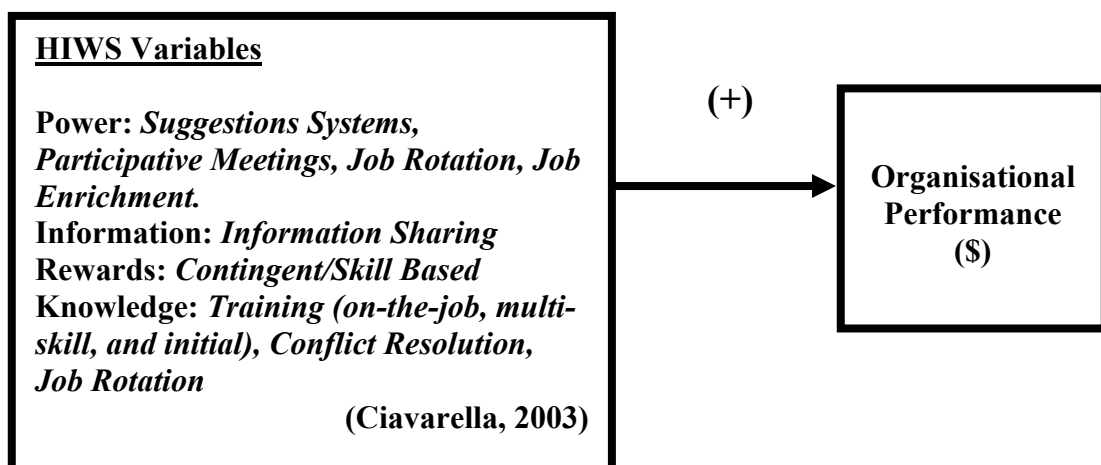 HIWS Variables
Power: Suggestions Systems,
Participative Meetings, Job Rotation, Job
Enrichment.
Information: Information Sharing
Rewards: Contingent/Skill Based
Knowledge: Training (on-the-job, multi-
skill, and initial), Conflict Resolution,
Job Rotation
(Ciavarella, 2003)
(+)
Organisational
Performance
($)